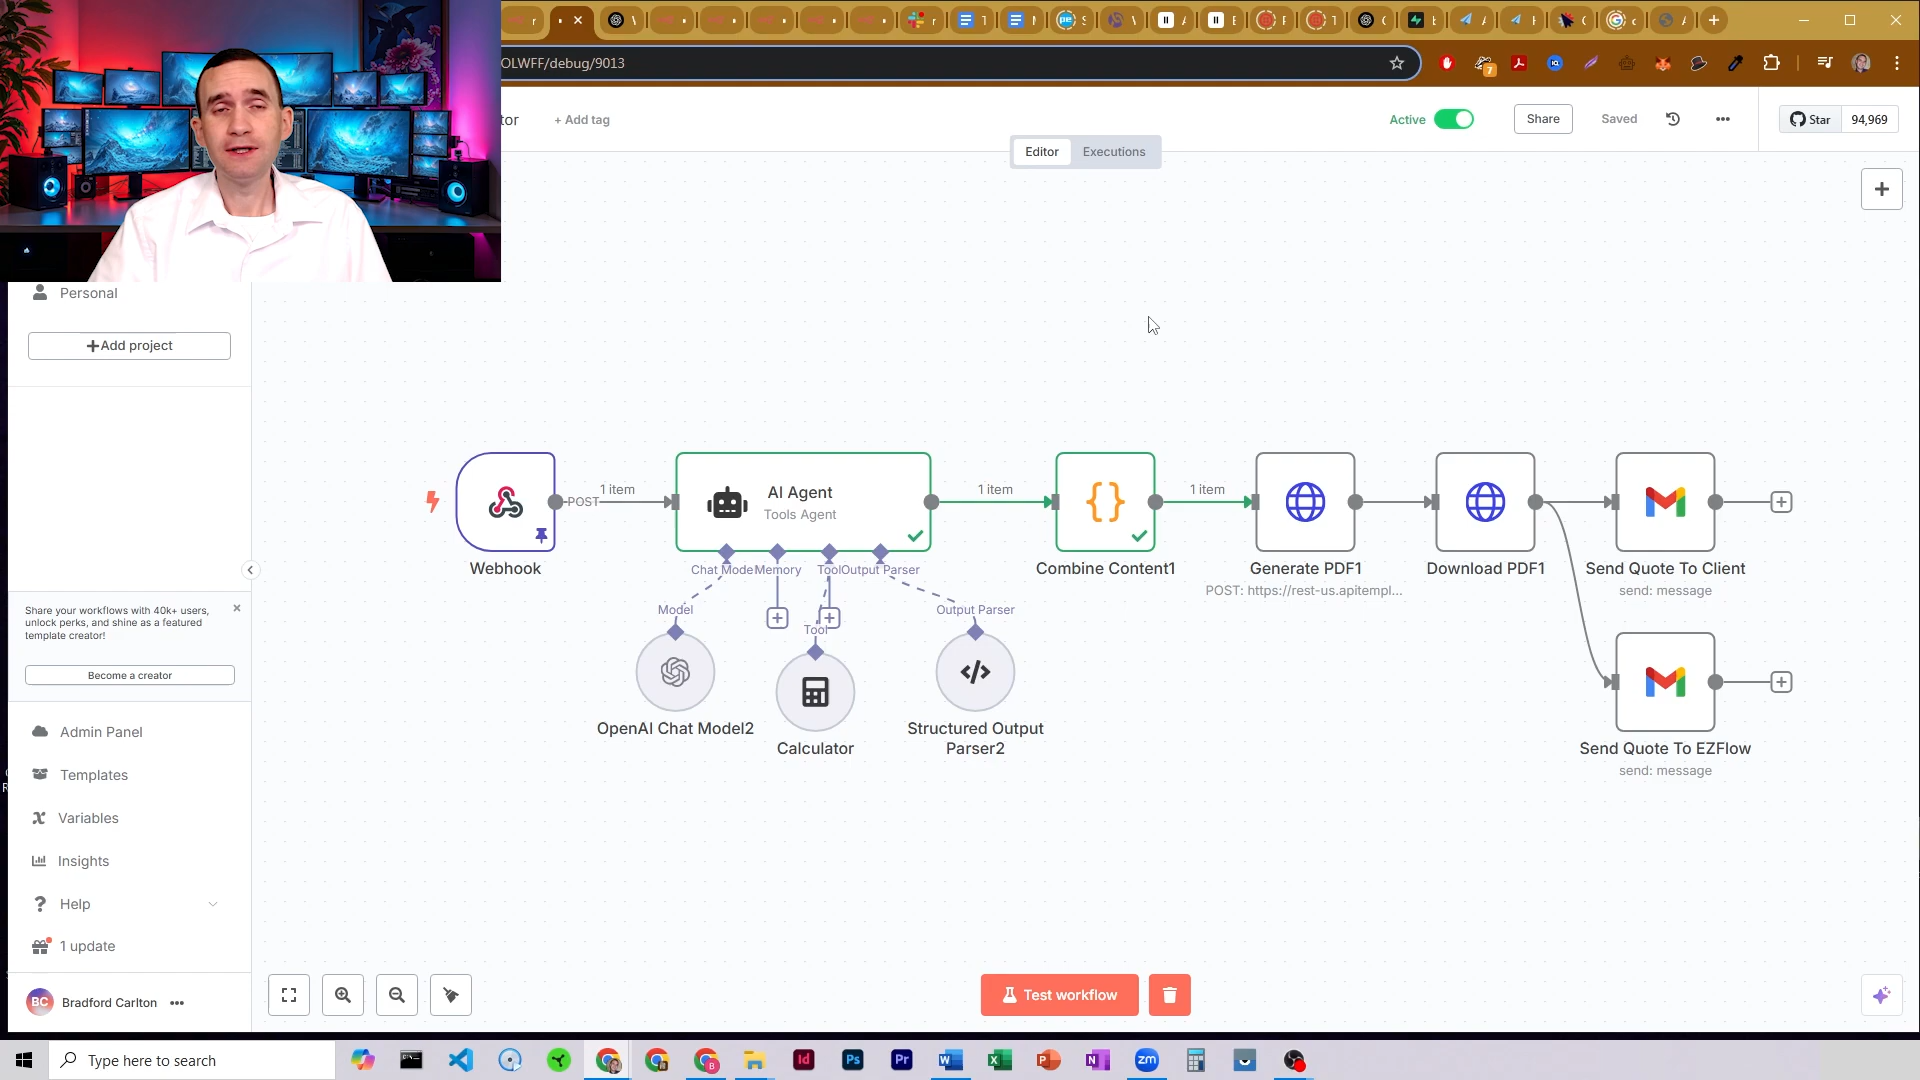 OLWFF/debug/9013
7
tor
+ Add tag
Active
Share
Saved
Star
94,969
Editor
Executions
Personal
Add project
1 item
POST
AI Agent
Tools Agent
1 item
1 item
Webhook
Chat Mode
Memory
Tool
Output Parser
Combine Content1
Generate PDF1
POST: https://rest-us.apitempl...
Download PDF1
Send Quote To Client
send: message
Model
Tool
Output Parser
OpenAI Chat Model2
Calculator
Structured Output
Parser2
Send Quote To EZFlow
send: message
Share your workflows with 40k+ users,
unlock perks, and shine as a featured
template creator!
Become a creator
Admin Panel
Templates
Variables
Insights
Help
1 update
BC
Bradford Carlton
Test workflow
Type here to search